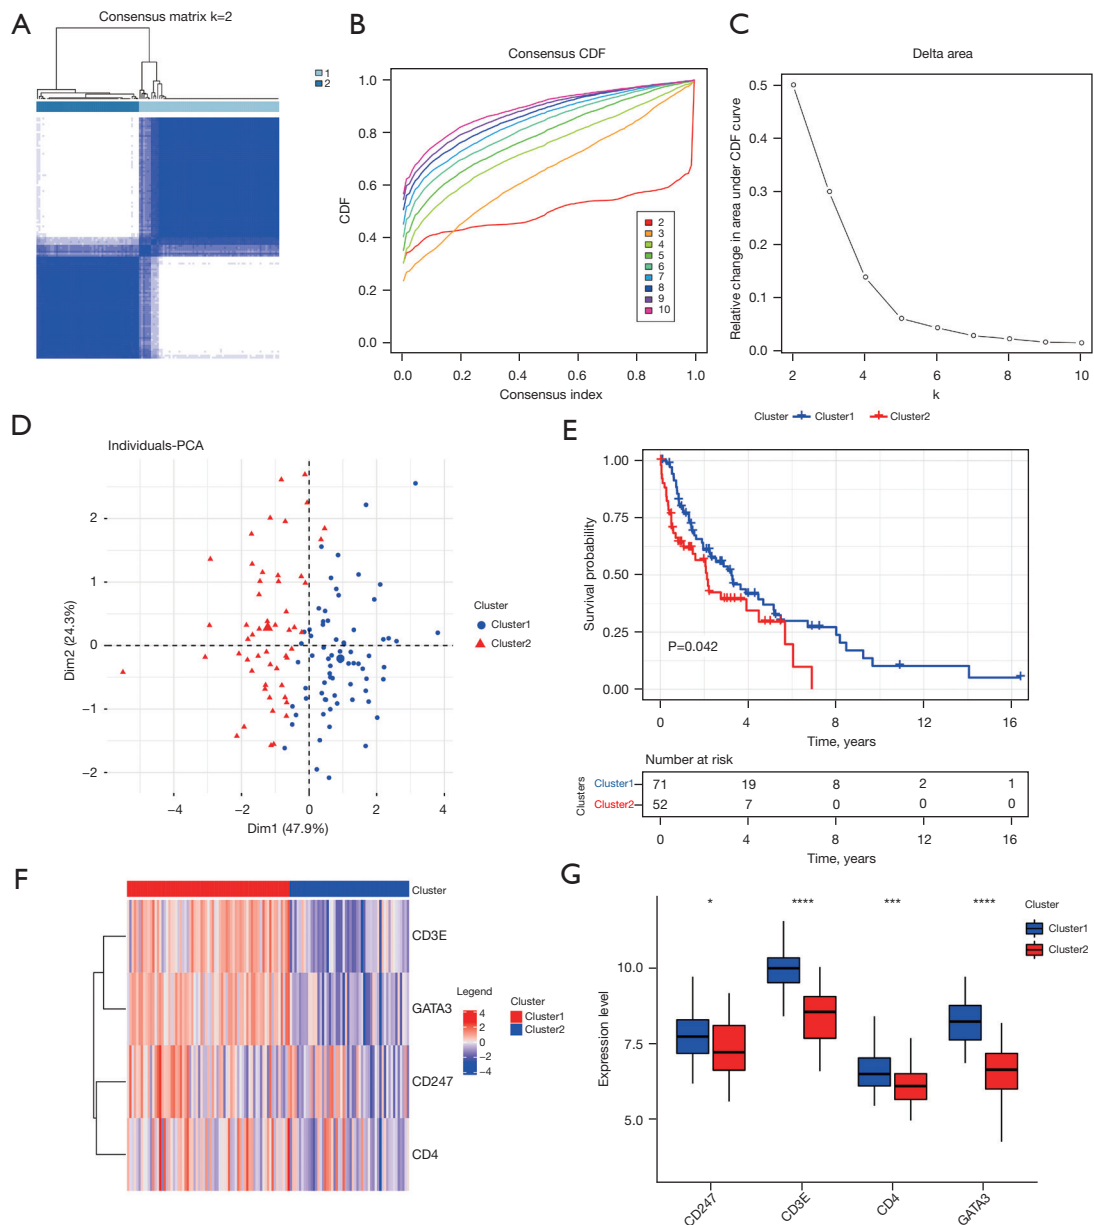 A
Consensus matrix k=2
1
2
B
Consensus CDF
CDF
1.0
0.8
0.6
0.4
0.2
0.0
2
3
4
5
6
7
8
9
10
0.0 0.2 0.4 0.6 0.8 1.0
Consensus index
C
Delta area
Relative change in area under CDF curve
0.5
0.3
0.1
0.0
2 4 6 8 10
k
D
Individuals-PCA
Dim2 (24.3%)
2
1
0
−1
−2
−4 −2 0 2 4
Dim1 (47.9%)
Cluster
Cluster1
Cluster2
E
Cluster Cluster1 Cluster2
Survival probability
1.00
0.75
0.50
0.25
0.00
P=0.042
0 4 8 12 16
Time, years
Number at risk
Clusters
Cluster1 71 19 8 2 1
Cluster2 52 7 0 0 0
0 4 8 12 16
Time, years
F
Cluster
CD3E
GATA3
CD247
CD4
Legend
4
2
0
−2
−4
Cluster
Cluster1
Cluster2
G
Expression level
10.0
7.5
5.0
* **** *** ****
CD247 CD3E CD4 GATA3
Cluster
Cluster1
Cluster2